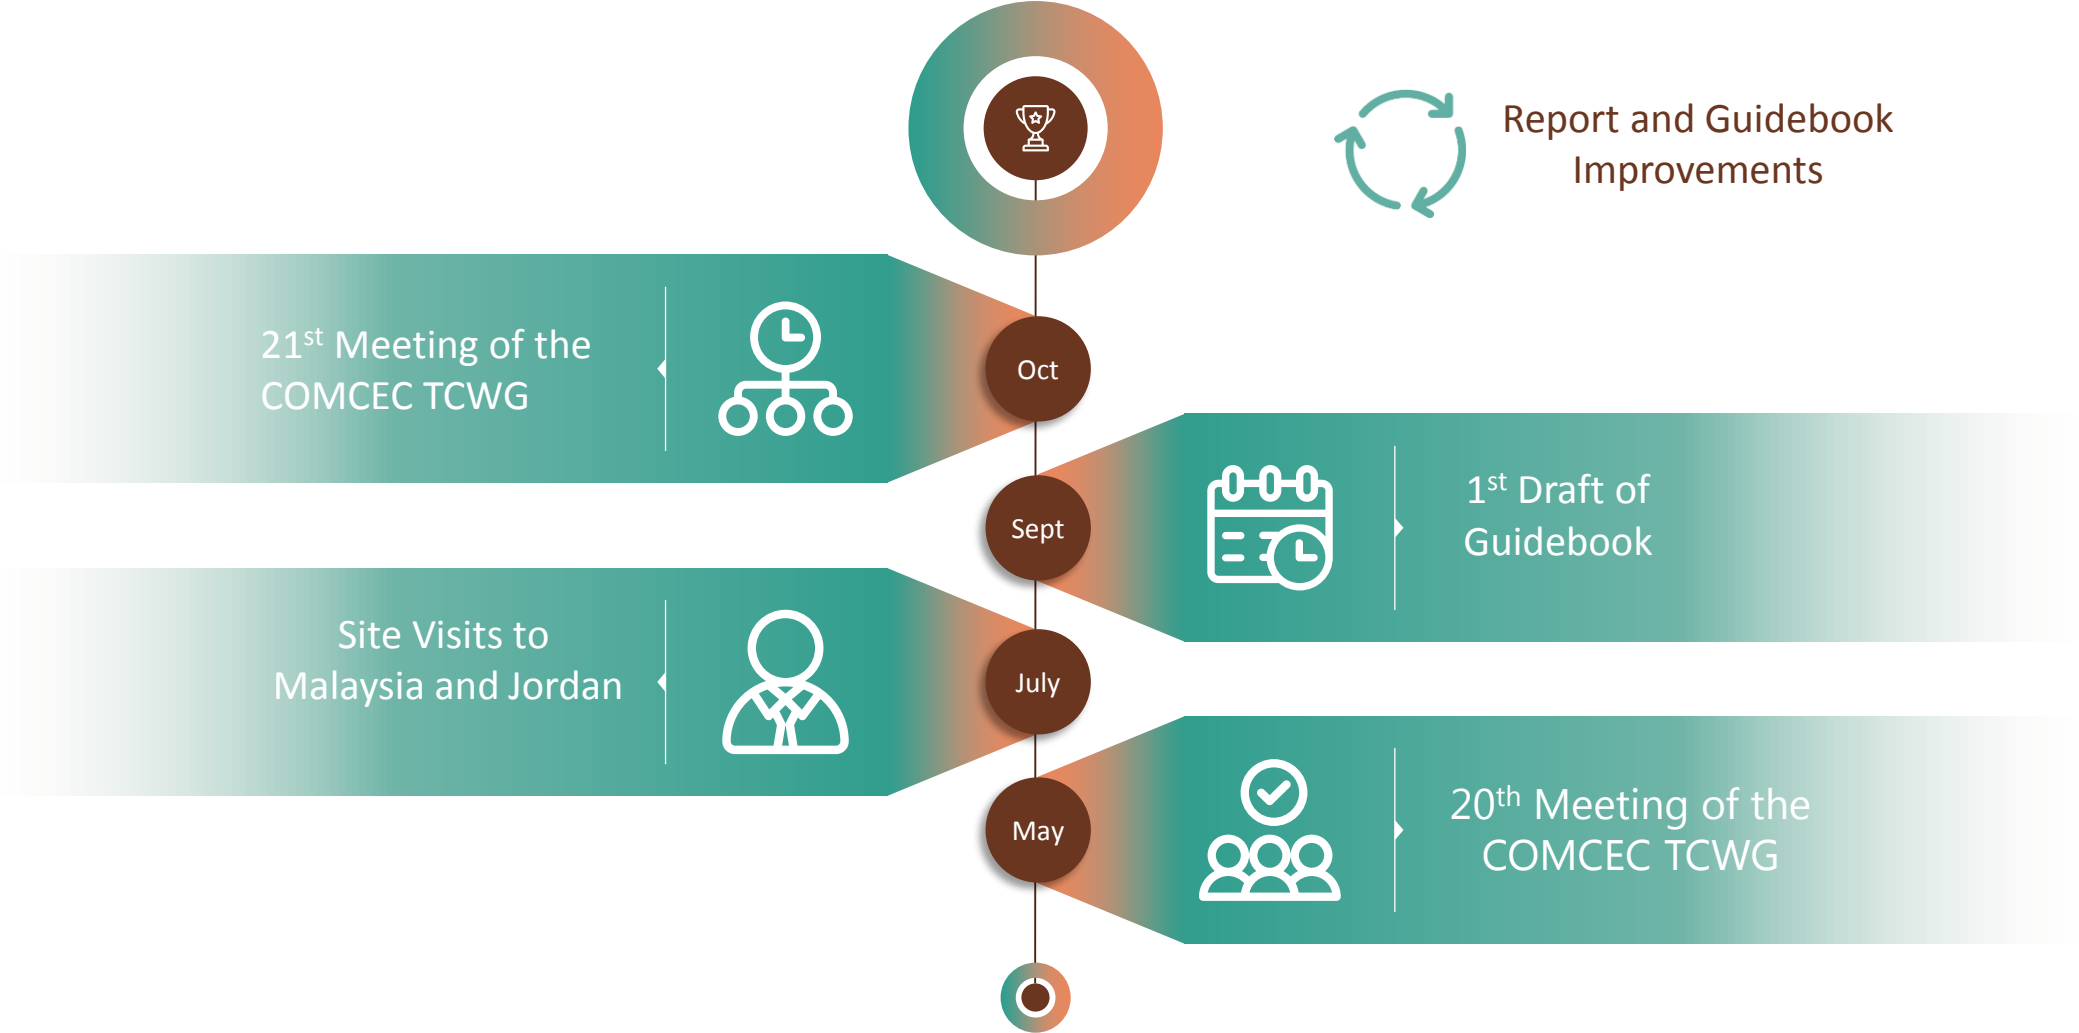 Report and Guidebook
Improvements
21st Meeting of the
COMCEC TCWG
Oct
Sept
1st Draft of
Guidebook
Site Visits to
Malaysia and Jordan
July
May
20th Meeting of the
COMCEC TCWG